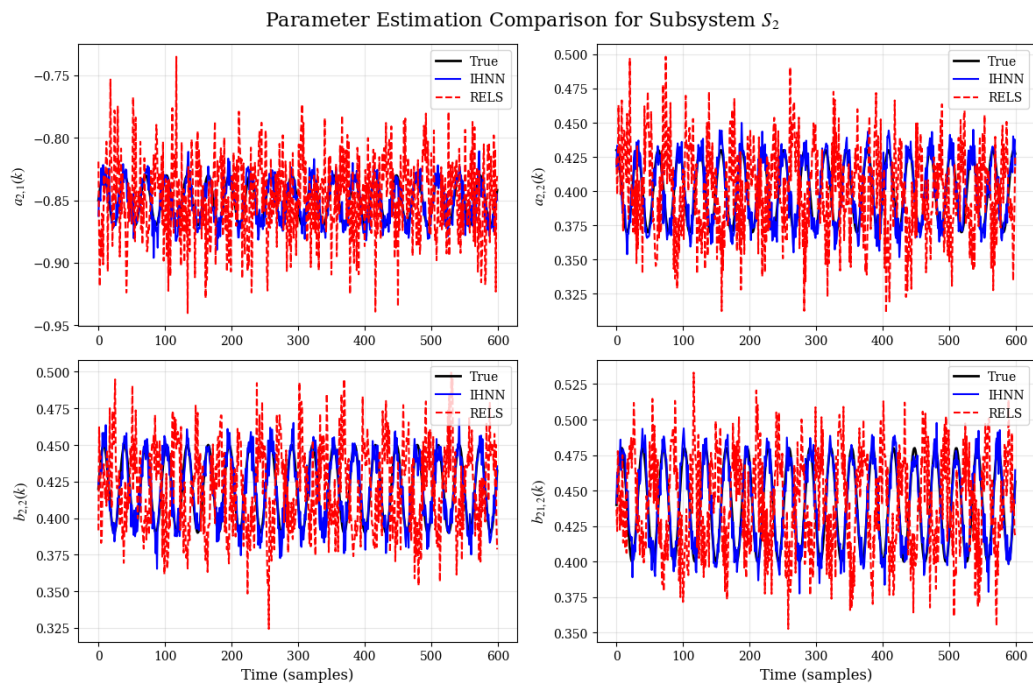 Parameter Estimation Comparison for Subsystem S₂
True
IHNN
RELS
a₂,₁(k)
−0.75
−0.80
−0.85
−0.90
−0.95
0 100 200 300 400 500 600
True
IHNN
RELS
a₂,₂(k)
0.500
0.475
0.450
0.425
0.400
0.375
0.350
0.325
0 100 200 300 400 500 600
True
IHNN
RELS
b₂,₂(k)
0.500
0.475
0.450
0.425
0.400
0.375
0.350
0.325
0 100 200 300 400 500 600
Time (samples)
True
IHNN
RELS
b₂₁,₂(k)
0.525
0.500
0.475
0.450
0.425
0.400
0.375
0.350
0 100 200 300 400 500 600
Time (samples)